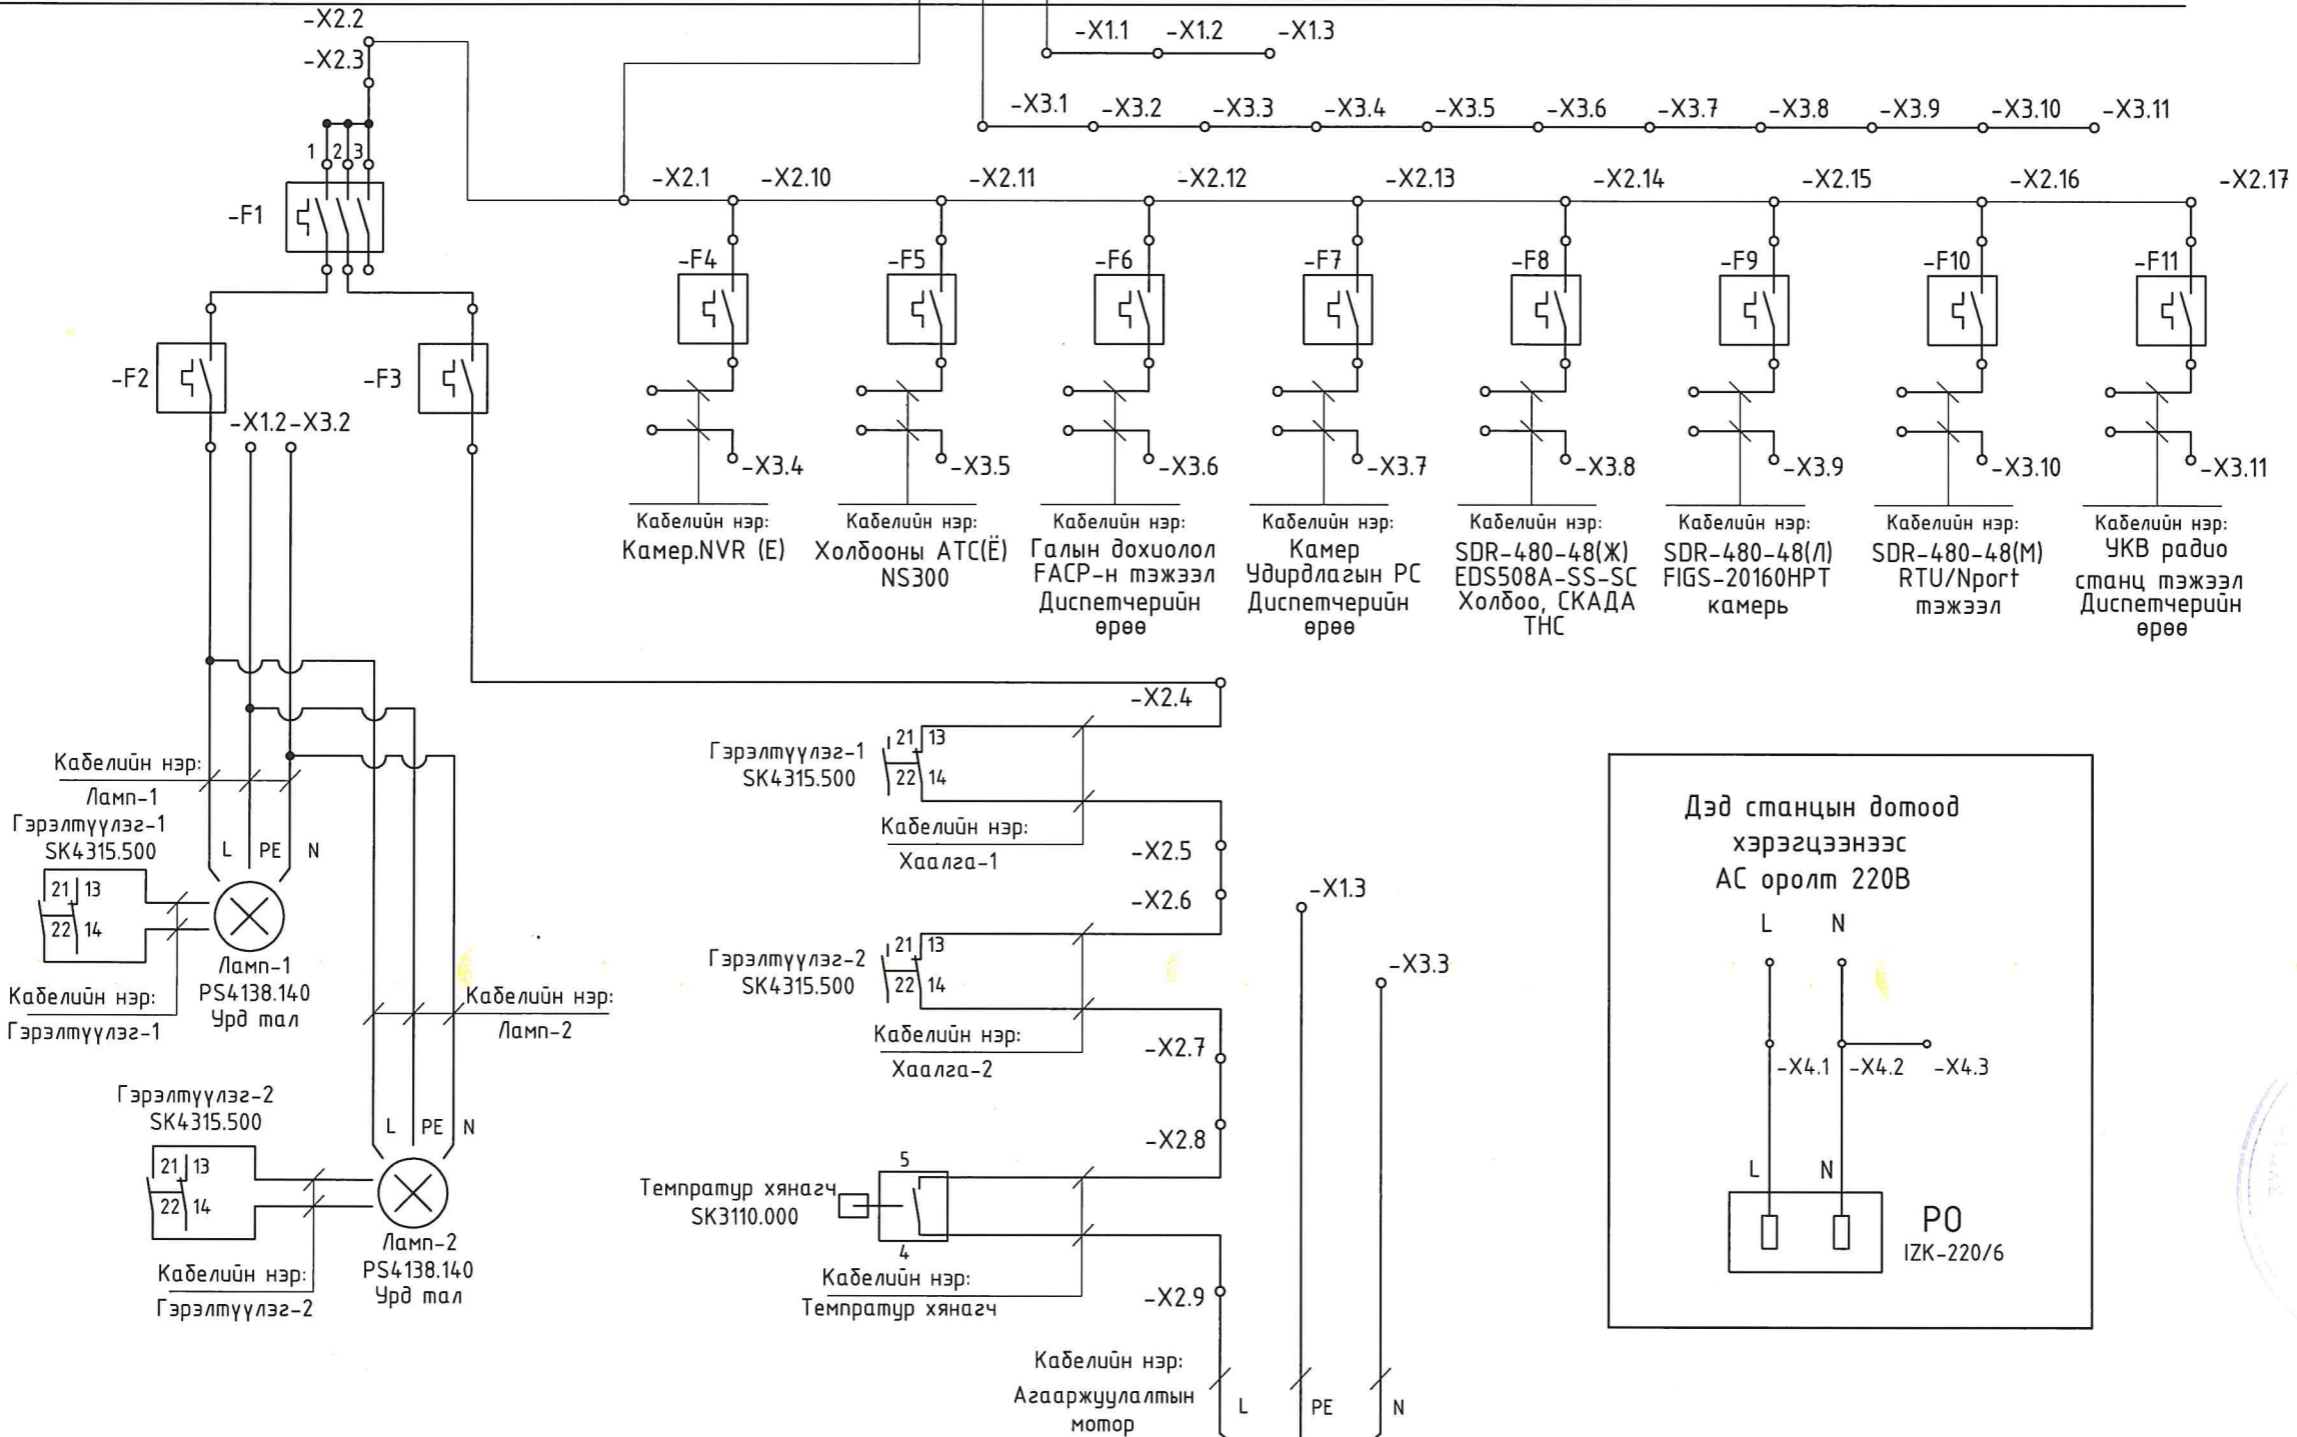 -X2.2
-X2.3
-X1.1 -X1.2 -X1.3
-X3.1 -X3.2 -X3.3 -X3.4 -X3.5 -X3.6 -X3.7 -X3.8 -X3.9 -X3.10 -X3.11
1 2 3
-X2.1 -X2.10 -X2.11 -X2.12 -X2.13 -X2.14 -X2.15 -X2.16 -X2.17
-F1
-F4 -F5 -F6 -F7 -F8 -F9 -F10 -F11
-F2 -F3
-X1.2 -X3.2
-X3.4 -X3.5 -X3.6 -X3.7 -X3.8 -X3.9 -X3.10 -X3.11
Кабелийн нэр:
Камер.NVR (Е)
Кабелийн нэр:
Холбооны АТС(Ё)
NS300
Кабелийн нэр:
Галын дохиолол
FACP-н тэжээл
Диспетчерийн
өрөө
Кабелийн нэр:
Камер
Удирдлагын PC
Диспетчерийн
өрөө
Кабелийн нэр:
SDR-480-48(Ж)
EDS508A-SS-SC
Холбоо, СКАДА
ТНС
Кабелийн нэр:
SDR-480-48(Л)
FIGS-20160HPT
камерь
Кабелийн нэр:
SDR-480-48(М)
RTU/Nport
тэжээл
Кабелийн нэр:
УКВ радио
станц тэжээл
Диспетчерийн
өрөө
-X2.4
Кабелийн нэр:
Ламп-1
Гэрэлтүүлэг-1
SK4315.500
L PE N
21 13
22 14
Ламп-1
PS4138.140
Урд тал
Кабелийн нэр:
Гэрэлтүүлэг-1
Кабелийн нэр:
Ламп-2
Гэрэлтүүлэг-2
SK4315.500
L PE N
21 13
22 14
Ламп-2
PS4138.140
Урд тал
Кабелийн нэр:
Гэрэлтүүлэг-2
Гэрэлтүүлэг-1
SK4315.500
21 13
22 14
Кабелийн нэр:
Хаалга-1
-X2.5
-X2.6
Гэрэлтүүлэг-2
SK4315.500
21 13
22 14
Кабелийн нэр:
Хаалга-2
-X2.7
-X2.8
-X1.3
-X3.3
Темпратур хянагч
SK3110.000
5
4
Кабелийн нэр:
Темпратур хянагч
-X2.9
Кабелийн нэр:
Агааржуулалтын
мотор
L PE N
Дэд станцын дотоод
хэрэгцээнээс
АС оролт 220В
L N
-X4.1 -X4.2 -X4.3
L N
PO
IZK-220/6